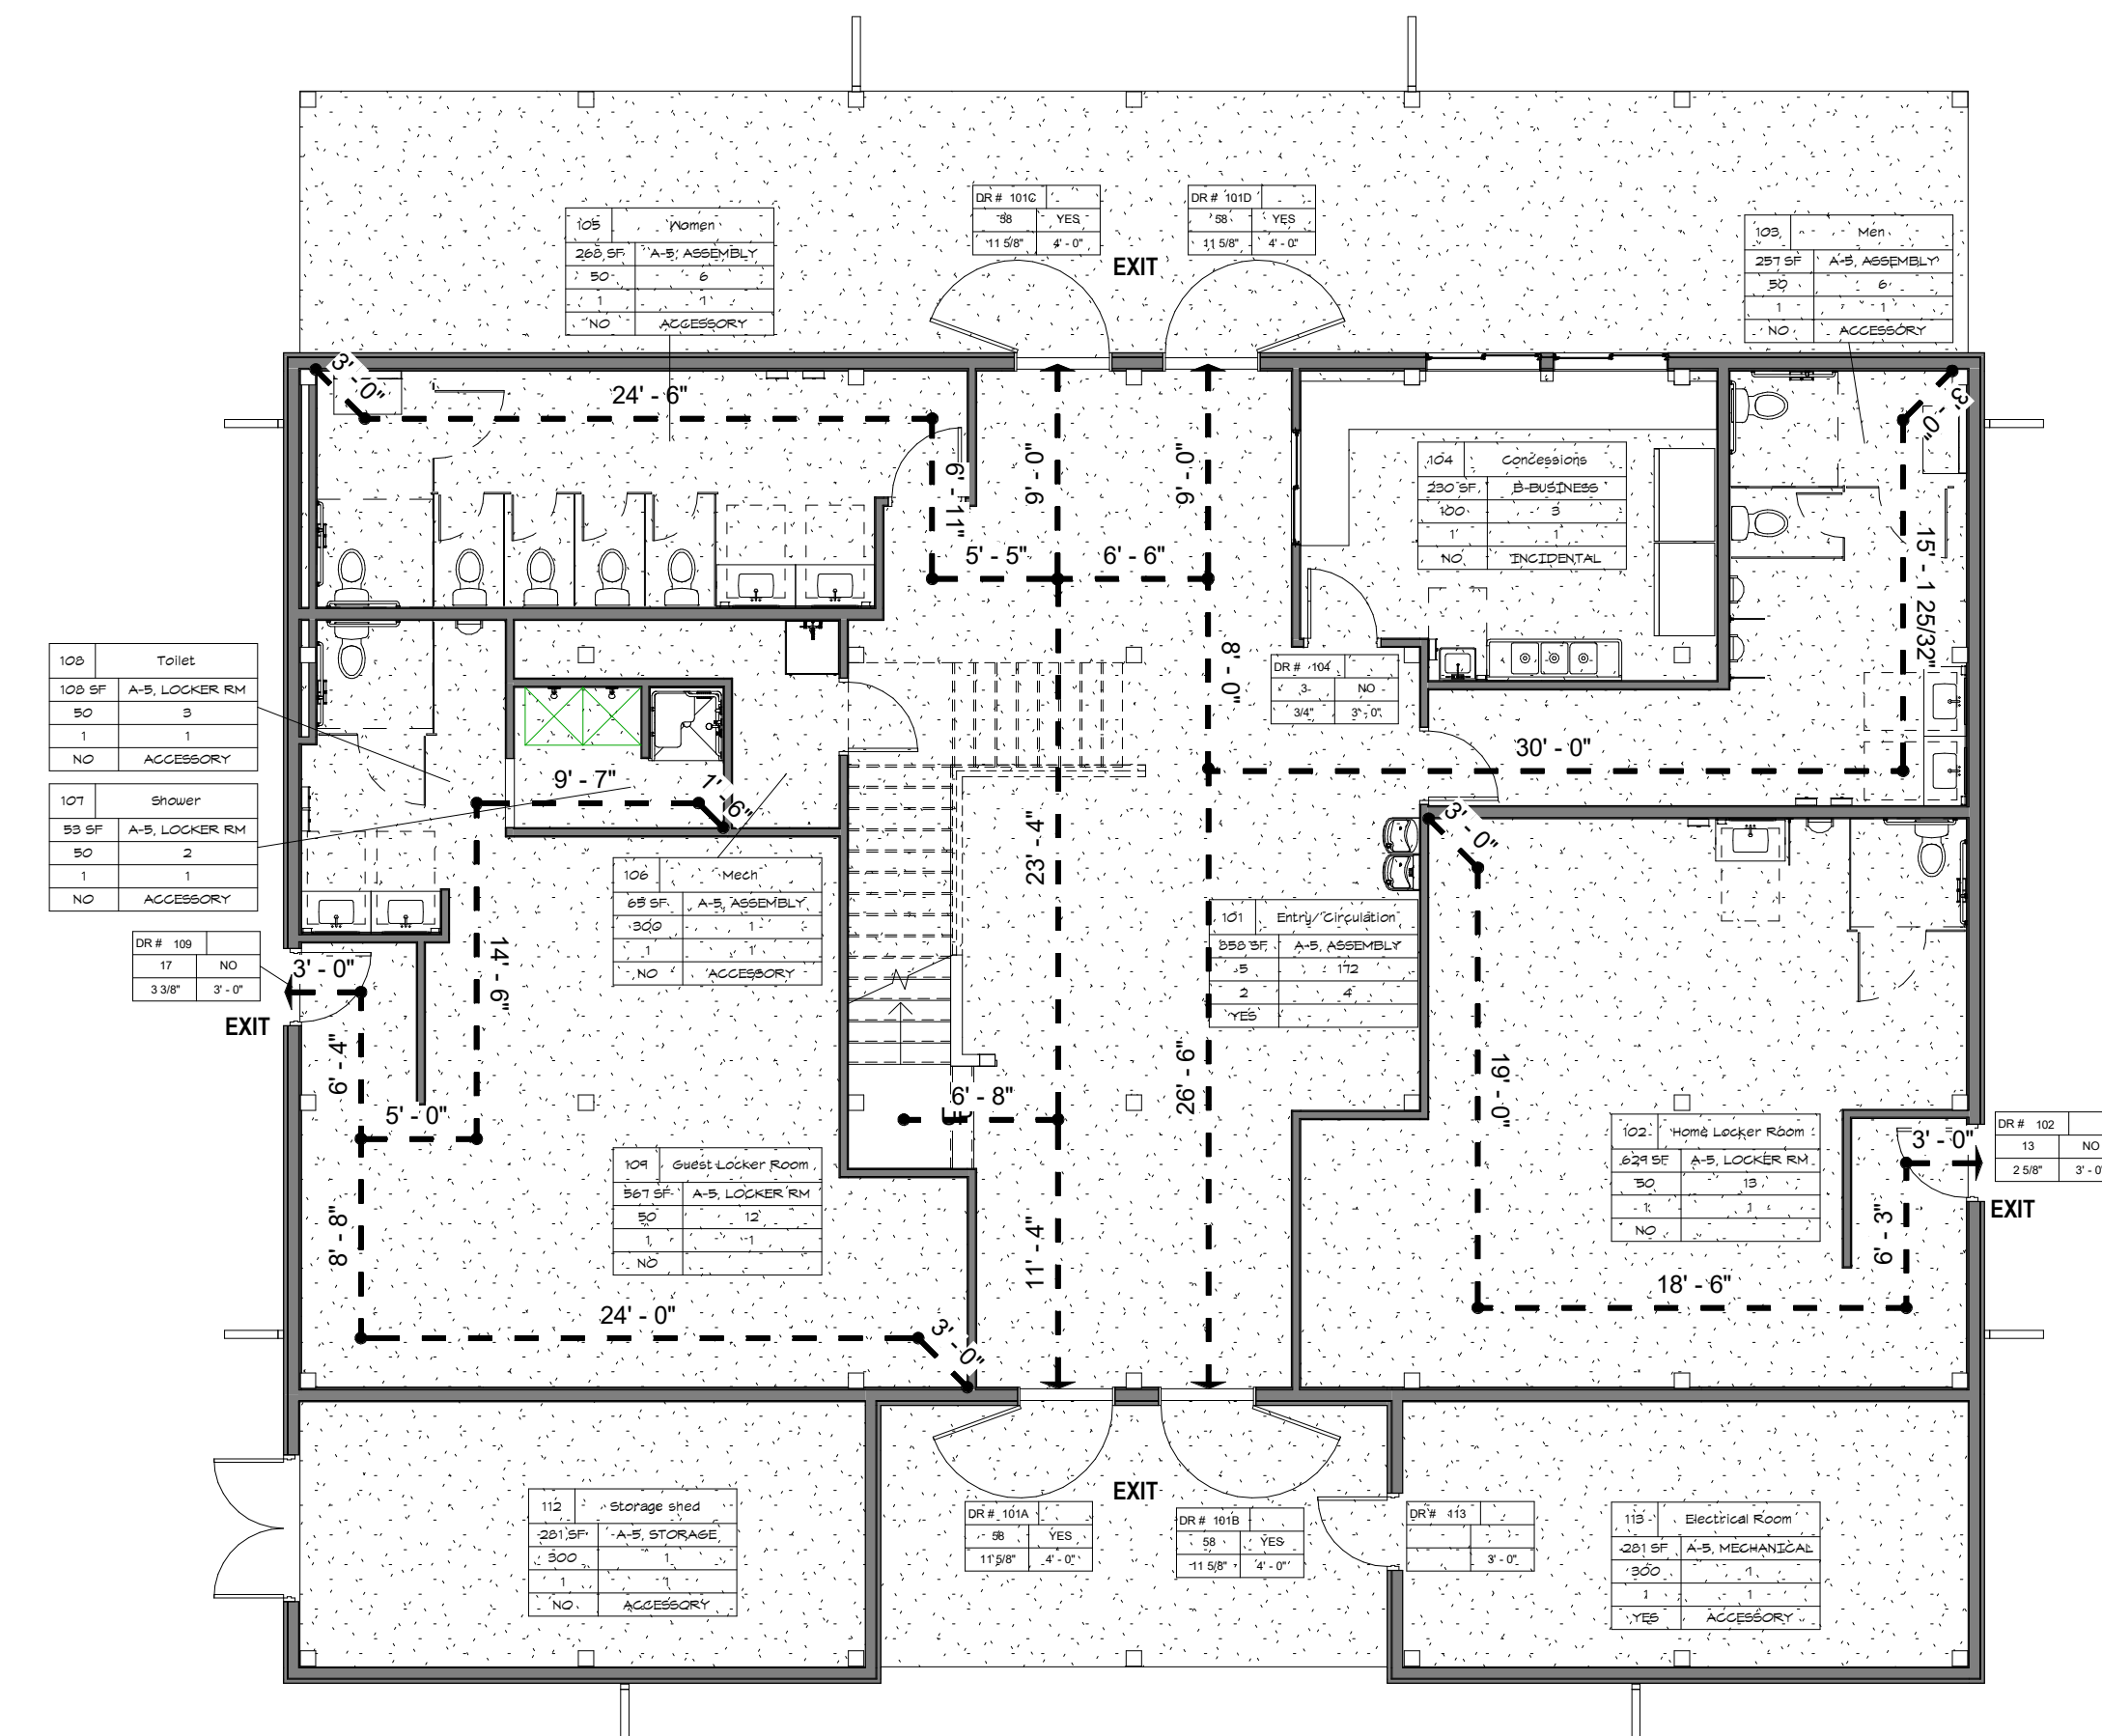 DR # 101C
58 YES
11 5/8" 4' - 0"
DR # 101D
58 YES
11 5/8" 4' - 0"
EXIT
105 Women
268 SF A-5, ASSEMBLY
50 6
1 1
NO ACCESSORY
103 Men
257 SF A-5, ASSEMBLY
50 6
1 1
NO ACCESSORY
3' - 0"
24' - 6"
6' - 11"
5' - 5"
9' - 0"
9' - 0"
6' - 6"
8' - 0"
3' - 0"
15' - 1 25/32"
30' - 0"
104 Concessions
230 SF B-BUSINESS
100 3
1 1
NO INCIDENTAL
DR # 104
3 NO
3/4" 3' - 0"
108 Toilet
108 SF A-5, LOCKER RM
50 3
1 1
NO ACCESSORY
107 Shower
53 SF A-5, LOCKER RM
50 2
1 1
NO ACCESSORY
9' - 7"
1' - 6"
23' - 4"
3' - 0"
106 Mech
65 SF A-5, ASSEMBLY
300 1
1 1
NO ACCESSORY
101 Entry/Circulation
858 SF A-5, ASSEMBLY
5 172
2 4
YES
DR # 109
17 NO
3 3/8" 3' - 0"
3' - 0"
EXIT
14' - 6"
6' - 4"
5' - 0"
6' - 8"
26' - 6"
19' - 0"
8' - 8"
109 Guest Locker Room
567 SF A-5, LOCKER RM
50 12
1 1
NO
102 Home Locker Room
629 SF A-5, LOCKER RM
50 13
1 1
NO
3' - 0"
DR # 102
13 NO
2 5/8" 3' - 0"
EXIT
6' - 3"
18' - 6"
11' - 4"
24' - 0"
3' - 0"
EXIT
DR # 101A
58 YES
11 5/8" 4' - 0"
DR # 101B
58 YES
11 5/8" 4' - 0"
DR # 113
3' - 0"
112 Storage shed
281 SF A-5, STORAGE
300 1
1 1
NO ACCESSORY
113 Electrical Room
281 SF A-5, MECHANICAL
300 1
1 1
YES ACCESSORY